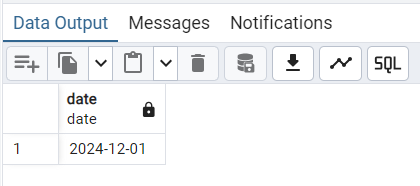 Data Output Messages Notifications
SQL
date
date
1 2024-12-01